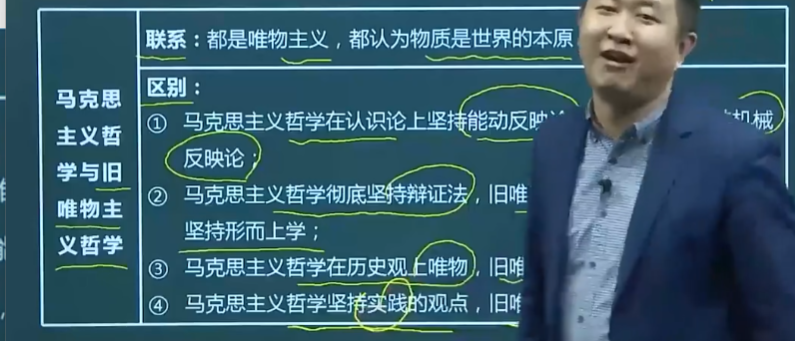 马克思
主义哲
学与旧
唯物主
义哲学
联系：都是唯物主义，都认为物质是世界的本原
区别：
① 马克思主义哲学在认识论上坚持能动反映 机械
反映论；
② 马克思主义哲学彻底坚持辩证法，旧唯
坚持形而上学；
③ 马克思主义哲学在历史观上唯物，旧唯
④ 马克思主义哲学坚持实践的观点，旧唯